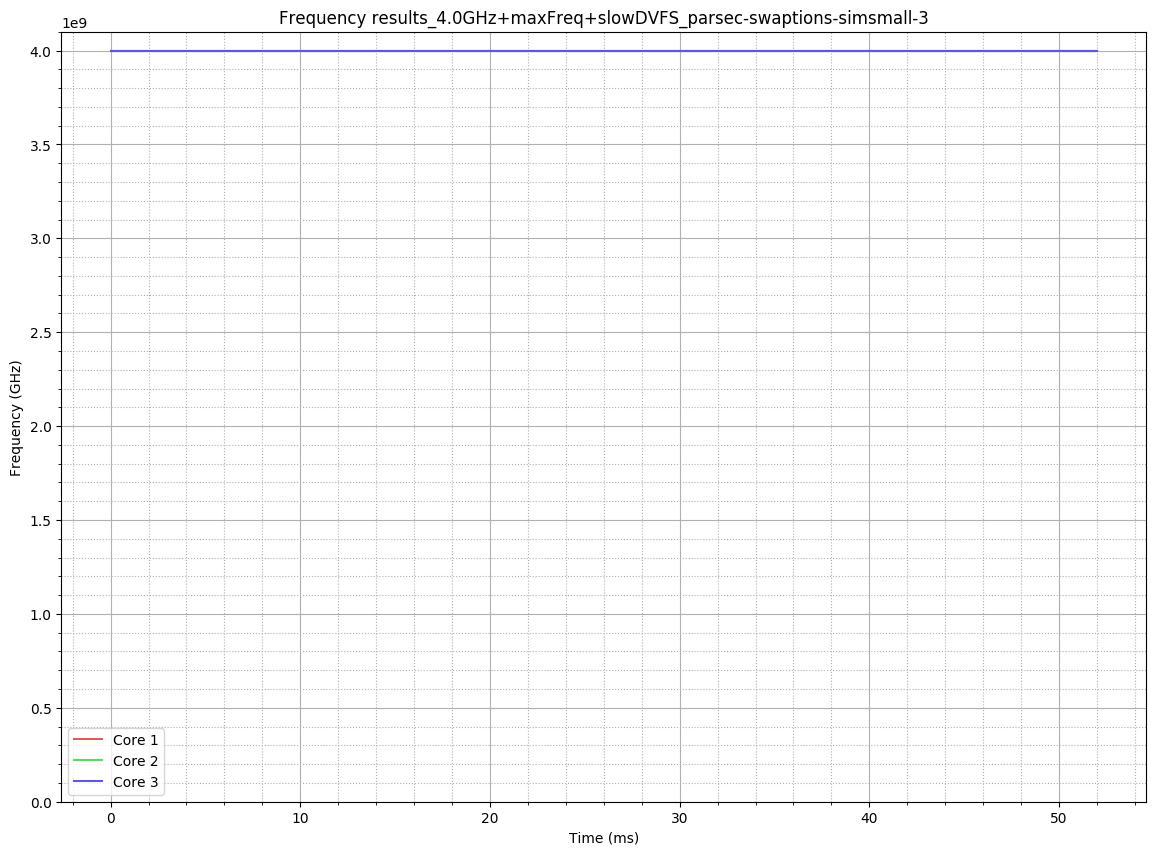 Frequency results_4.0GHz+maxFreq+slowDVFS_parsec-swaptions-simsmall-3
1e9
4.0
3.5
3.0
2.5
2.0
1.5
1.0
0.5
0.0
Frequency (GHz)
Core 1
Core 2
Core 3
0 10 20 30 40 50
Time (ms)